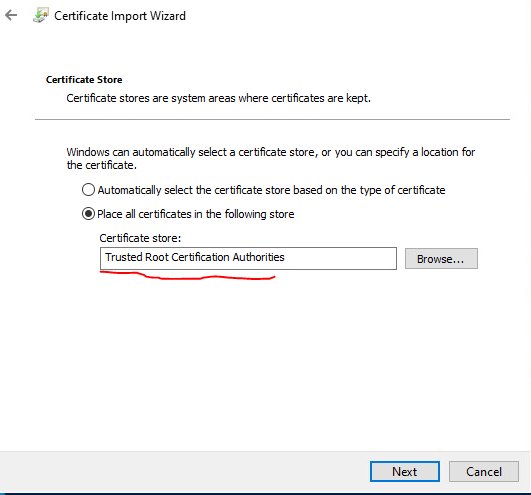 Certificate Import Wizard
Certificate Store
Certificate stores are system areas where certificates are kept.
Windows can automatically select a certificate store, or you can specify a location for
the certificate.
Automatically select the certificate store based on the type of certificate
Place all certificates in the following store
Certificate store:
Trusted Root Certification Authorities
Browse...
Next
Cancel